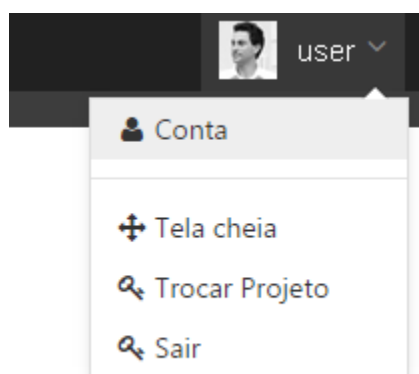 user
Conta
Tela cheia
Trocar Projeto
Sair